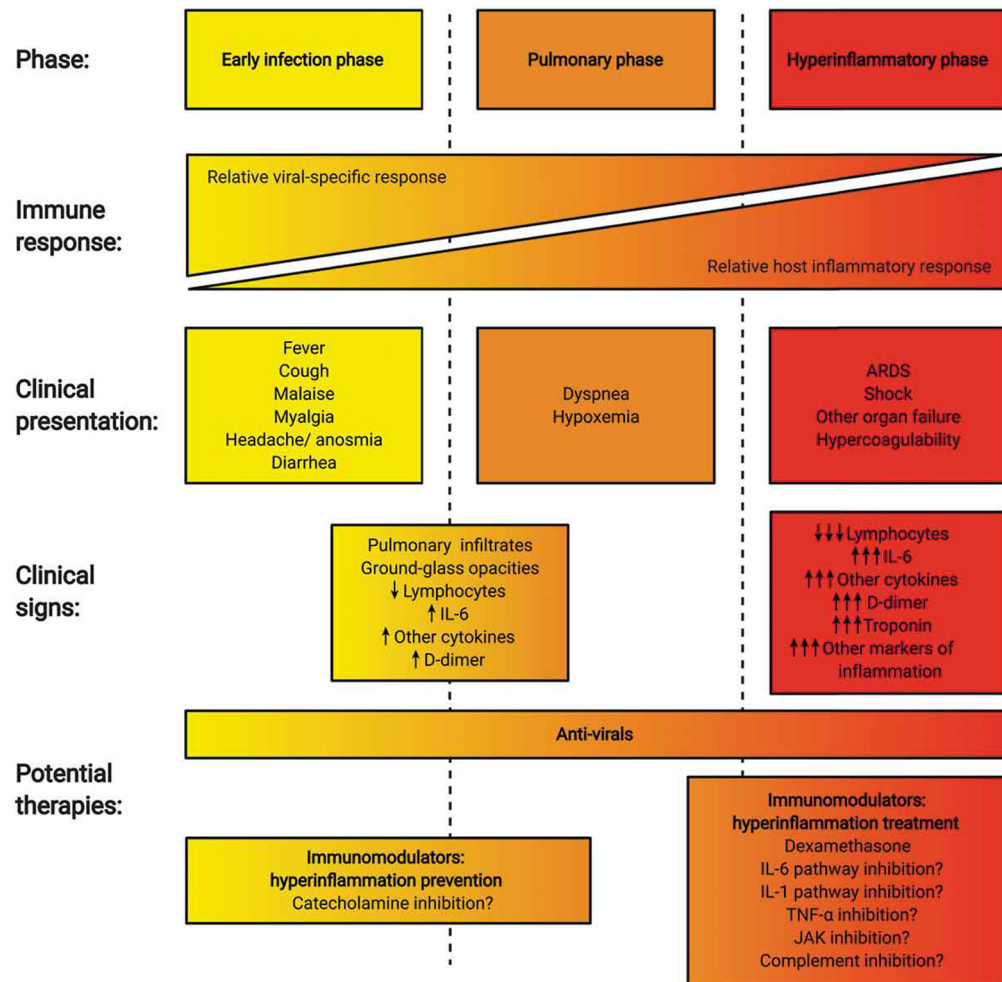 Phase:
Early infection phase
Pulmonary phase
Hyperinflammatory phase
Immune
response:
Relative viral-specific response
Relative host inflammatory response
Clinical
presentation:
Fever
Cough
Malaise
Myalgia
Headache/ anosmia
Diarrhea
Dyspnea
Hypoxemia
ARDS
Shock
Other organ failure
Hypercoagulability
Clinical
signs:
Pulmonary infiltrates
Ground-glass opacities
↓ Lymphocytes
↑ IL-6
↑ Other cytokines
↑ D-dimer
↓↓↓ Lymphocytes
↑↑↑ IL-6
↑↑↑ Other cytokines
↑↑↑ D-dimer
↑↑↑ Troponin
↑↑↑ Other markers of
inflammation
Potential
therapies:
Anti-virals
Immunomodulators:
hyperinflammation prevention
Catecholamine inhibition?
Immunomodulators:
hyperinflammation treatment
Dexamethasone
IL-6 pathway inhibition?
IL-1 pathway inhibition?
TNF-α inhibition?
JAK inhibition?
Complement inhibition?